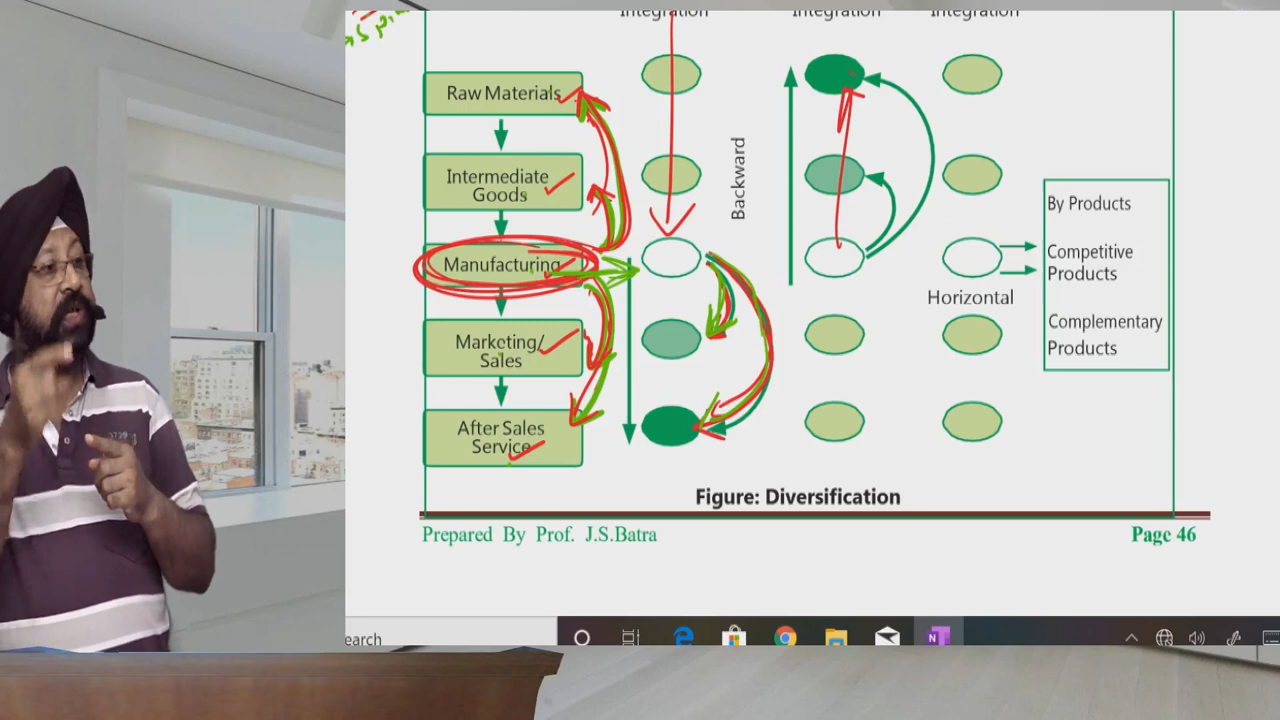 Integration
Integration
Integration
Raw Materials
Intermediate
Goods
Manufacturing
Marketing/
Sales
After Sales
Service
Backward
Horizontal
By Products
Competitive
Products
Complementary
Products
Figure: Diversification
Prepared By Prof. J.S.Batra
Page 46
earch
N